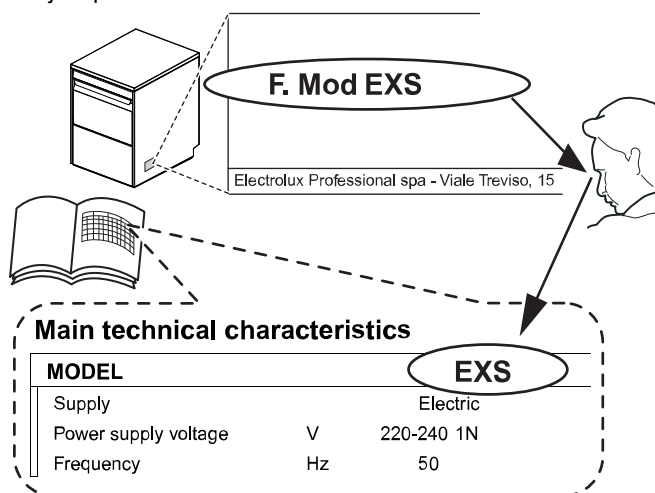 F. Mod EXS
Electrolux Professional spa - Viale Treviso, 15
Main technical characteristics
MODEL EXS
Supply Electric
Power supply voltage V 220-240 1N
Frequency Hz 50